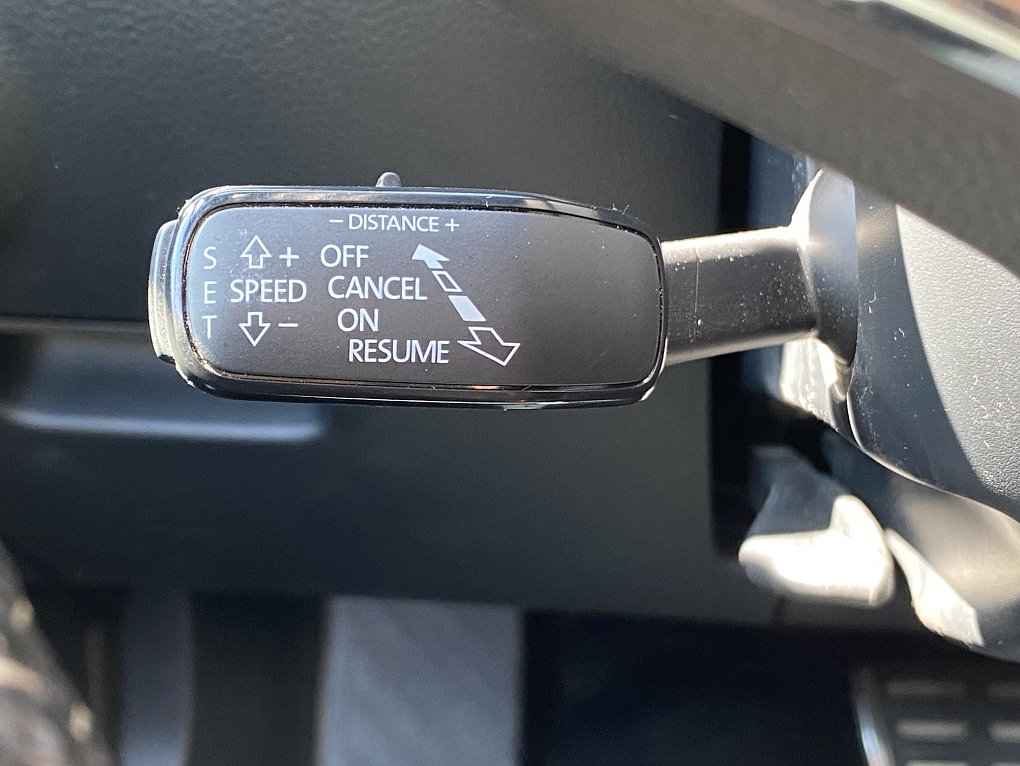 – DISTANCE +
S + OFF
E SPEED CANCEL
T – ON
RESUME